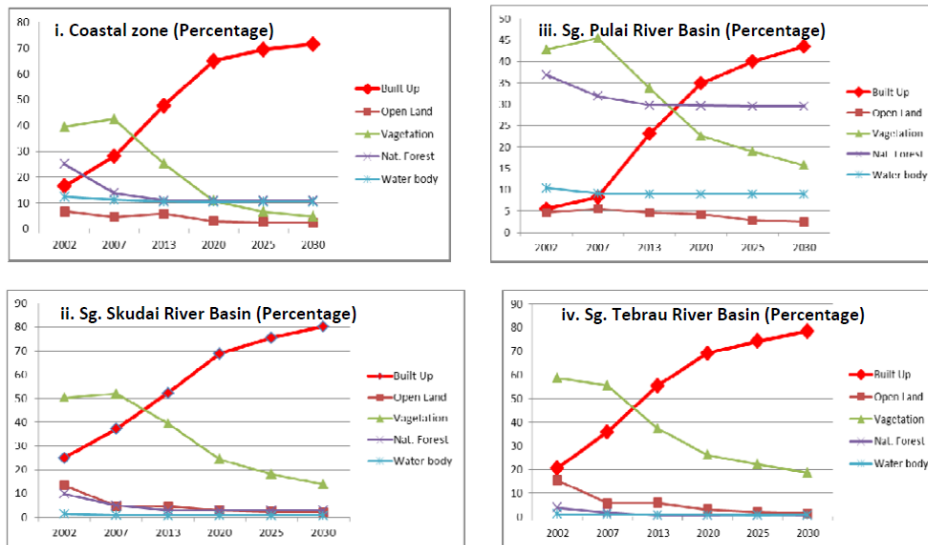 i. Coastal zone (Percentage)
80
70
60
50
40
30
20
10
0
2002 2007 2013 2020 2025 2030
Built Up
Open Land
Vagetation
Nat. Forest
Water body
iii. Sg. Pulai River Basin (Percentage)
50
45
40
35
30
25
20
15
10
5
0
2002 2007 2013 2020 2025 2030
Built Up
Open Land
Vagetation
Nat. Forest
Water body
ii. Sg. Skudai River Basin (Percentage)
90
80
70
60
50
40
30
20
10
0
2002 2007 2013 2020 2025 2030
Built Up
Open Land
Vagetation
Nat. Forest
Water body
iv. Sg. Tebrau River Basin (Percentage)
90
80
70
60
50
40
30
20
10
0
2002 2007 2013 2020 2025 2030
Built Up
Open Land
Vagetation
Nat. Forest
Water body